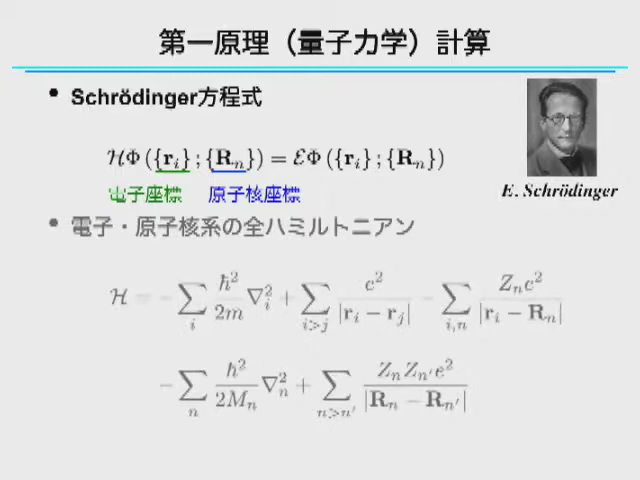 第一原理（量子力学）計算
• Schrödinger方程式
ℋΦ({r_i};{R_n}) = ℰΦ({r_i};{R_n})
電子座標 原子核座標
E. Schrödinger
• 電子・原子核系の全ハミルトニアン
ℋ = −∑_i ħ²/2m ∇_i² + ∑_{i>j} e²/|r_i − r_j| − ∑_{i,n} Z_n e²/|r_i − R_n|
−∑_n ħ²/2M_n ∇_n² + ∑_{n>n'} Z_n Z_n' e²/|R_n − R_n'|